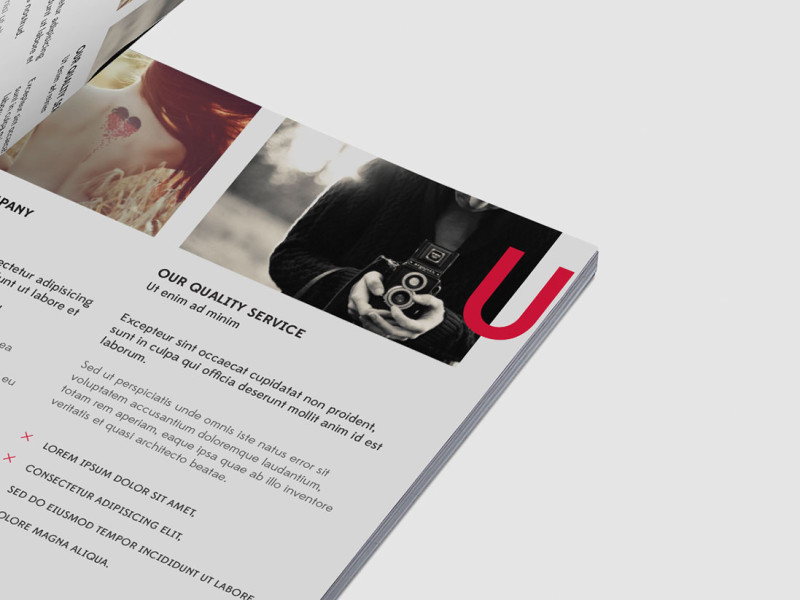 OUR QUALITY SER
PANY
ectetur adipisicing
unt ut labore et
ea
eu
U
OUR QUALITY SERVICE
Ut enim ad minim
Excepteur sint occaecat cupidatat non proident,
sunt in culpa qui officia deserunt mollit anim id est
laborum.
Sed ut perspiciatis unde omnis iste natus error sit
voluptatem accusantium doloremque laudantium,
totam rem aperiam, eaque ipsa quae ab illo inventore
veritatis et quasi architecto beatae.
LOREM IPSUM DOLOR SIT AMET,
CONSECTETUR ADIPISICING ELIT,
SED DO EIUSMOD TEMPOR INCIDIDUNT UT LABORE
OLORE MAGNA ALIQUA.